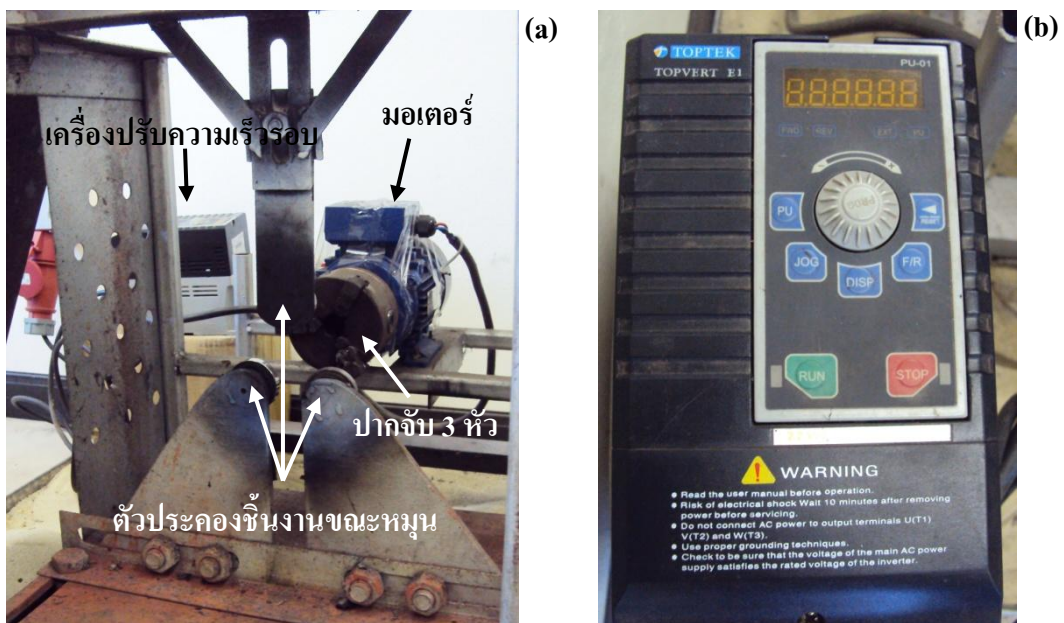 (a)
เครื่องปรับความเร็วรอบ
มอเตอร์
ปากจับ 3 หัว
ตัวประคองชิ้นงานขณะหมุน
(b)
TOPTEK
TOPVERT E1
PU-01
8.8.8.8.8.8
FWD REV EXT PU
PU
JOG
DISP
F/R
RUN
STOP
WARNING
● Read the user manual before operation.
● Risk of electrical shock Wait 10 minutes after removing
power before servicing.
● Do not connect AC power to output terminals U(T1)
V(T2) and W(T3).
● Use proper grounding techniques.
● Check to be sure that the voltage of the main AC power
supply satisfies the rated voltage of the inverter.